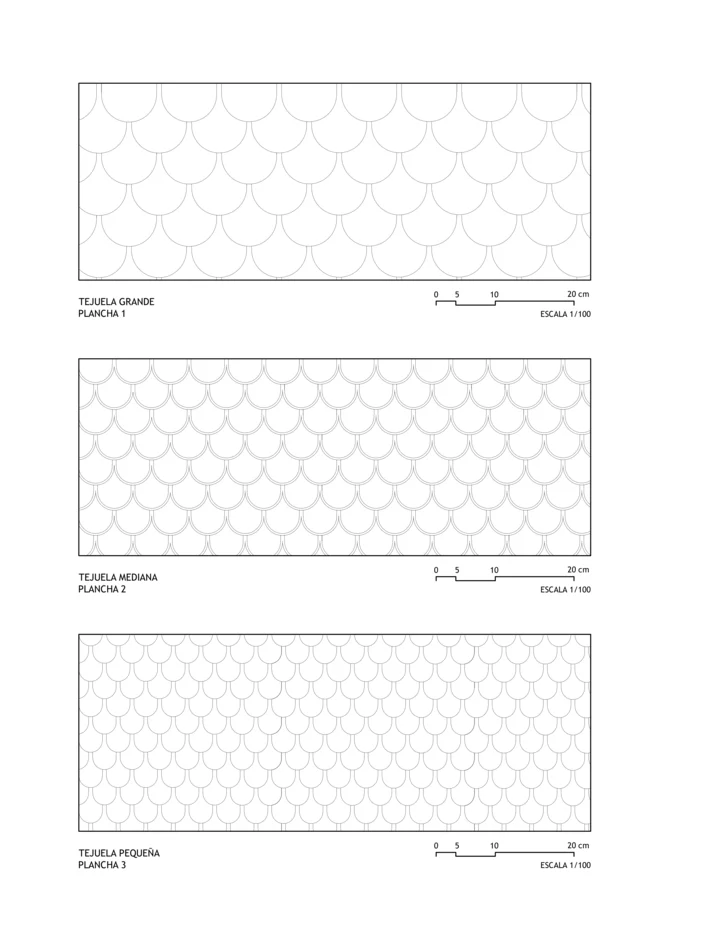 0 5 10 20 cm
TEJUELA GRANDE
PLANCHA 1
ESCALA 1/100
0 5 10 20 cm
TEJUELA MEDIANA
PLANCHA 2
ESCALA 1/100
0 5 10 20 cm
TEJUELA PEQUEÑA
PLANCHA 3
ESCALA 1/100